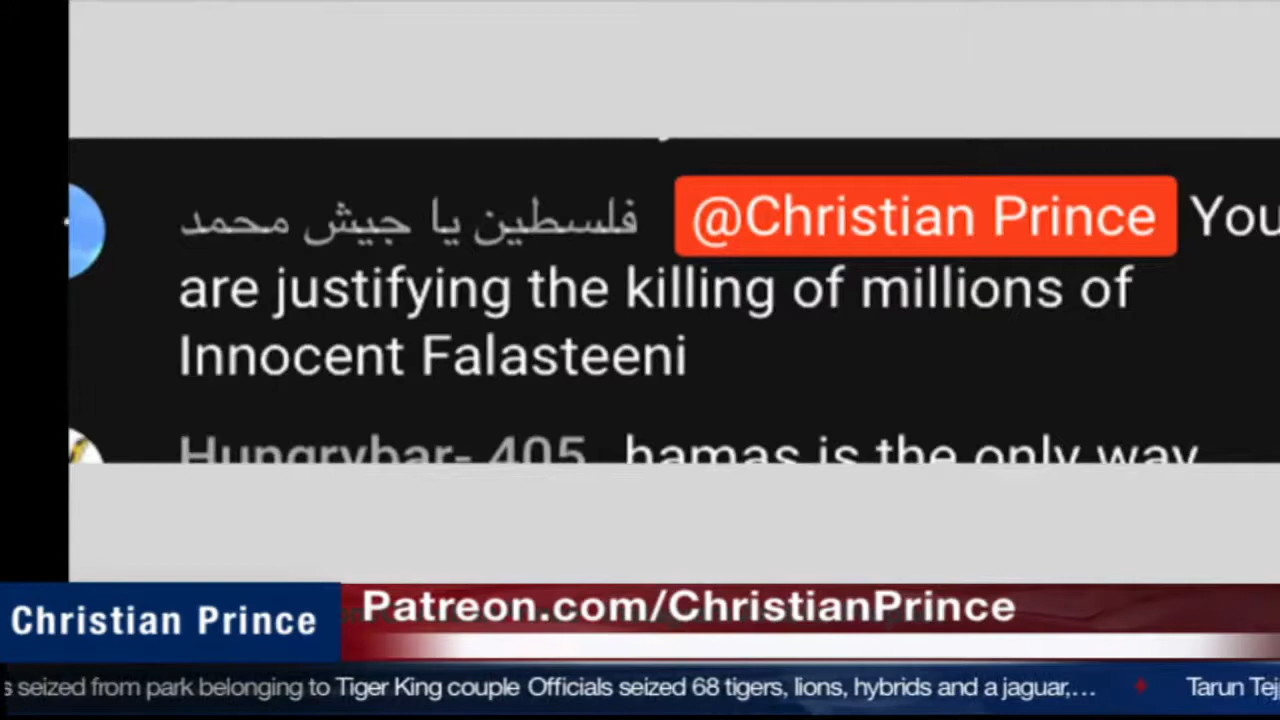 فلسطين يا جيش محمد @Christian Prince You
are justifying the killing of millions of
Innocent Falasteeni
Hungrybar- 405 hamas is the only way
Christian Prince
Patreon.com/ChristianPrince
s seized from park belonging to Tiger King couple Officials seized 68 tigers, lions, hybrids and a jaguar,... Tarun Tej